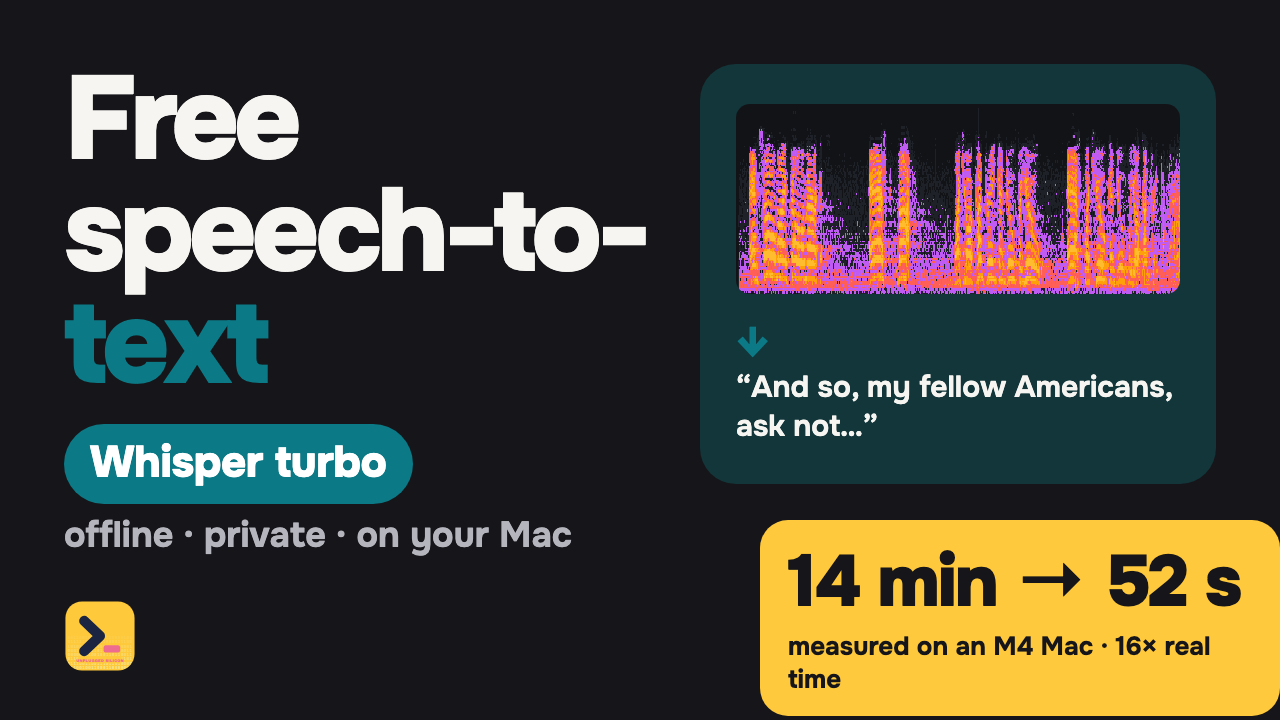 Free
speech-to-
text
Whisper turbo
offline · private · on your Mac
“And so, my fellow Americans,
ask not...”
14 min → 52 s
measured on an M4 Mac · 16× real
time